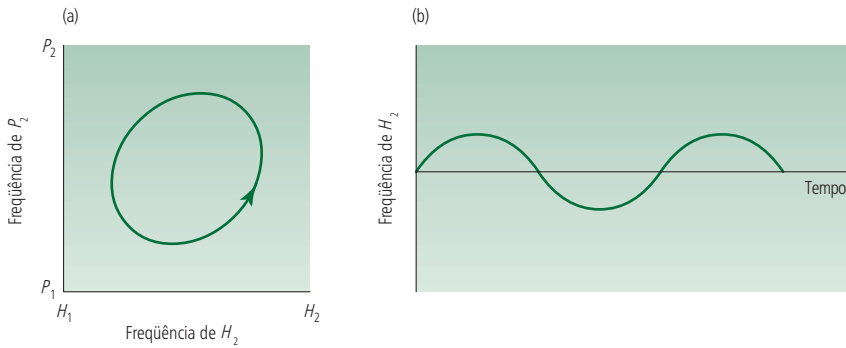 (a)
P2
Freqüência de P2
P1
H1
H2
Freqüência de H2
(b)
Freqüência de H2
Tempo